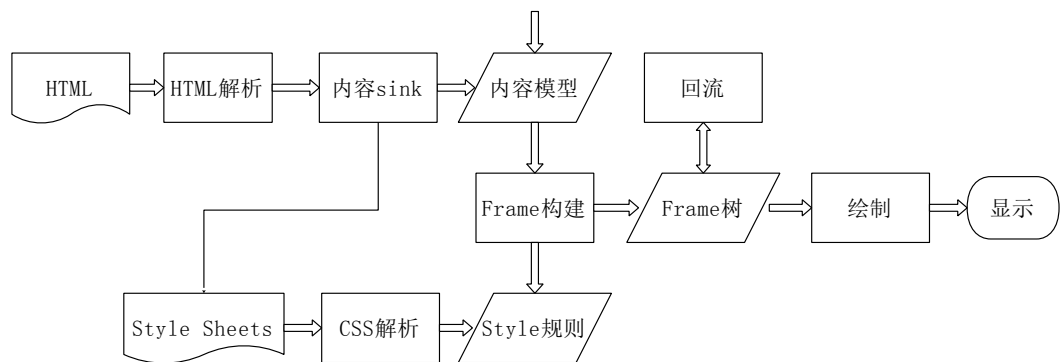 HTML
HTML解析
内容sink
内容模型
回流
Frame构建
Frame树
绘制
显示
Style Sheets
CSS解析
Style规则